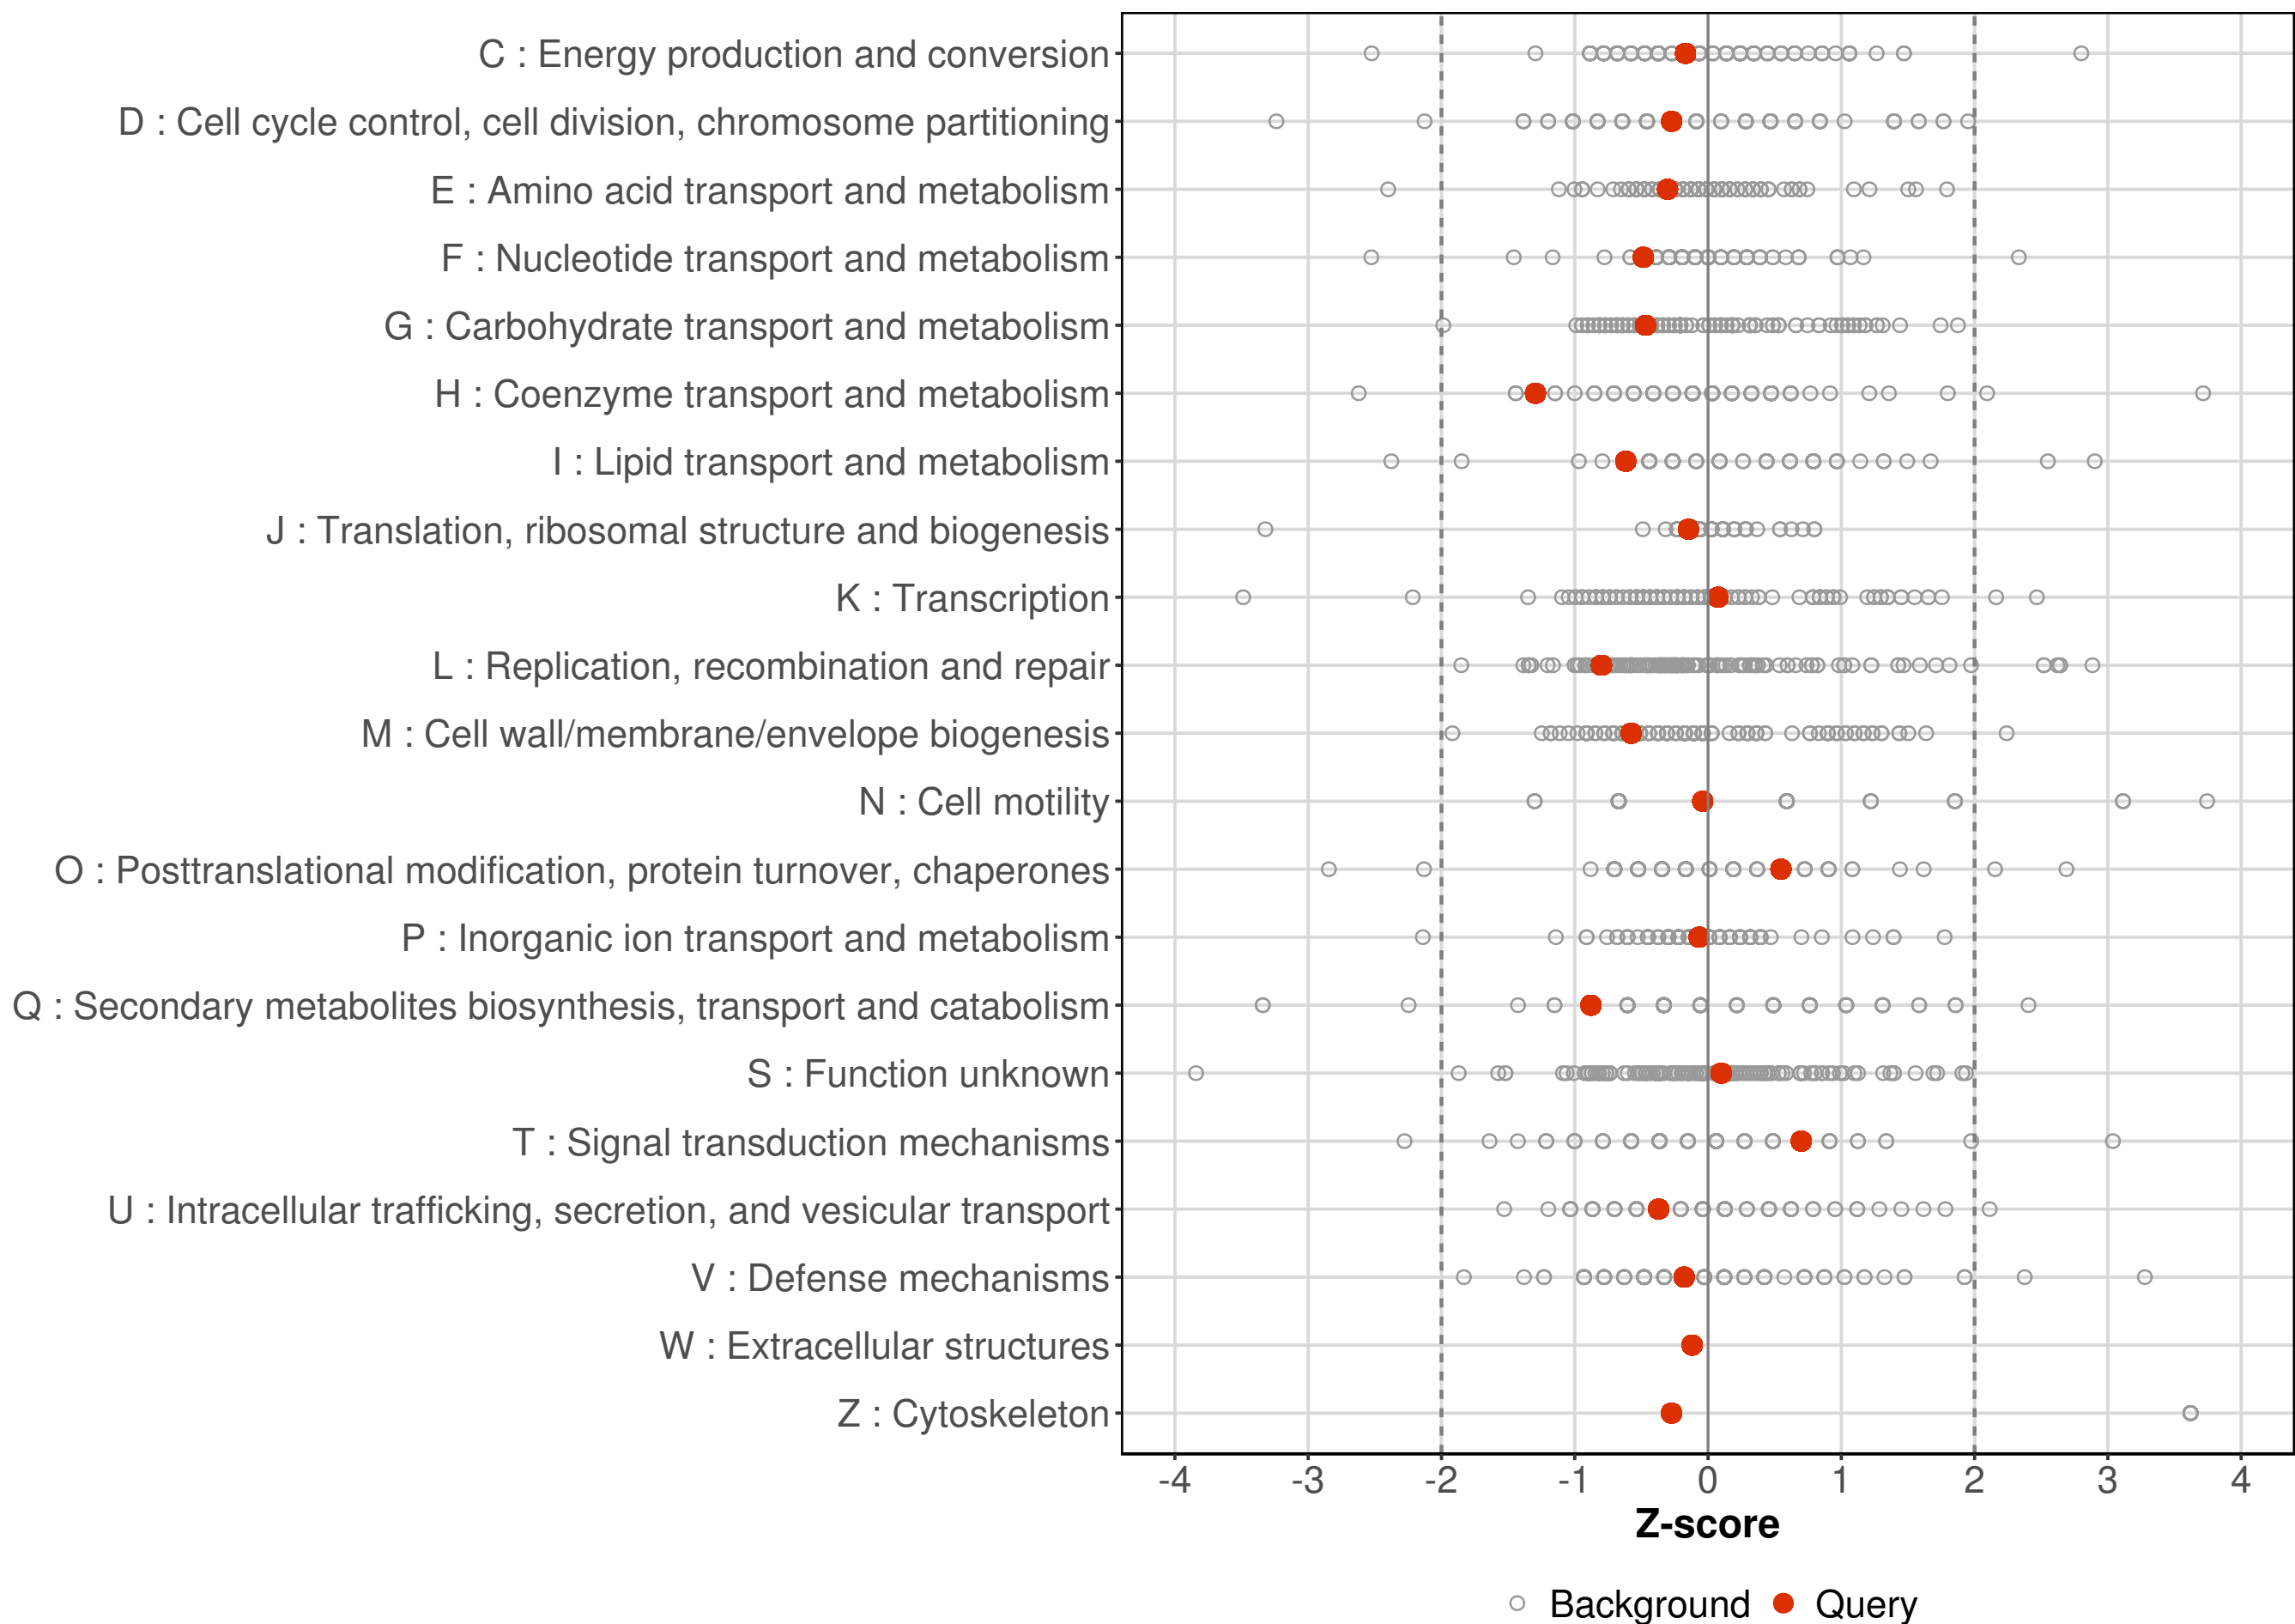 C : Energy production and conversion
D : Cell cycle control, cell division, chromosome partitioning
E : Amino acid transport and metabolism
F : Nucleotide transport and metabolism
G : Carbohydrate transport and metabolism
H : Coenzyme transport and metabolism
I : Lipid transport and metabolism
J : Translation, ribosomal structure and biogenesis
K : Transcription
L : Replication, recombination and repair
M : Cell wall/membrane/envelope biogenesis
N : Cell motility
O : Posttranslational modification, protein turnover, chaperones
P : Inorganic ion transport and metabolism
Q : Secondary metabolites biosynthesis, transport and catabolism
S : Function unknown
T : Signal transduction mechanisms
U : Intracellular trafficking, secretion, and vesicular transport
V : Defense mechanisms
W : Extracellular structures
Z : Cytoskeleton
-4 -3 -2 -1 0 1 2 3 4
Z-score
Background Query